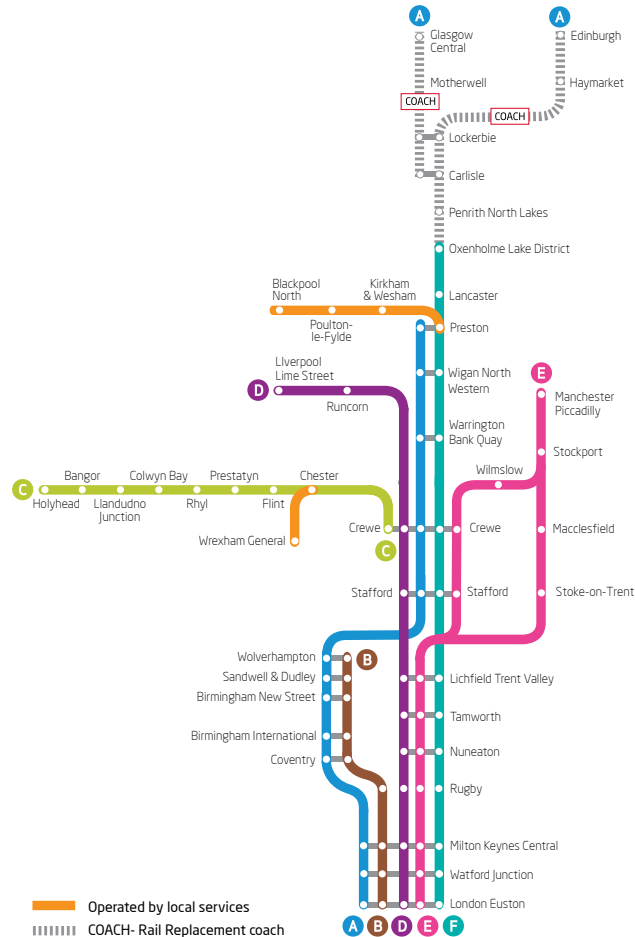 A
A
Glasgow
Central
Edinburgh
Motherwell
Haymarket
COACH
COACH
Lockerbie
Carlisle
Penrith North Lakes
Oxenholme Lake District
Blackpool
North
Kirkham
& Wesham
Lancaster
Poulton-
le-Fylde
Preston
LIverpool
Lime Street
D
Runcorn
Wigan North
Western
E
Manchester
Piccadilly
Warrington
Bank Quay
Stockport
Wilmslow
C
Holyhead
Bangor
Llandudno
Junction
Colwyn Bay
Rhyl
Prestatyn
Flint
Chester
Wrexham General
Crewe
C
Crewe
Macclesfield
Stafford
Stafford
Stoke-on-Trent
Wolverhampton
B
Sandwell & Dudley
Lichfield Trent Valley
Birmingham New Street
Tamworth
Birmingham International
Coventry
Nuneaton
Rugby
Milton Keynes Central
Watford Junction
London Euston
A B D E F
Operated by local services
COACH- Rail Replacement coach